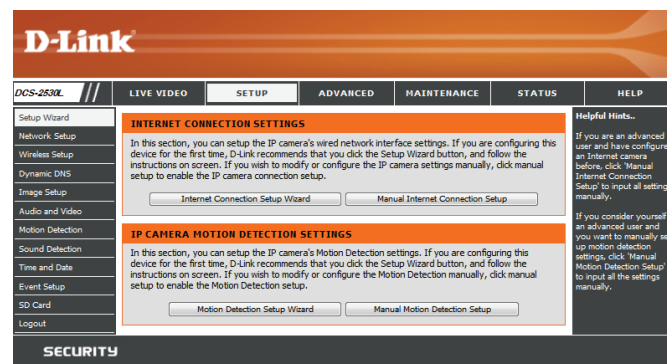 D-Link
DCS-2530L // LIVE VIDEO SETUP ADVANCED MAINTENANCE STATUS HELP
Setup Wizard
Network Setup
Wireless Setup
Dynamic DNS
Image Setup
Audio and Video
Motion Detection
Sound Detection
Time and Date
Event Setup
SD Card
Logout
INTERNET CONNECTION SETTINGS
In this section, you can setup the IP camera's wired network interface settings. If you are configuring this
device for the first time, D-Link recommends that you click the Setup Wizard button, and follow the
instructions on screen. If you wish to modify or configure the IP camera settings manually, click manual
setup to enable the IP camera connection setup.
Internet Connection Setup Wizard Manual Internet Connection Setup
IP CAMERA MOTION DETECTION SETTINGS
In this section, you can setup the IP camera's Motion Detection settings. If you are configuring this
device for the first time, D-Link recommends that you click the Setup Wizard button, and follow the
instructions on screen. If you wish to modify or configure the Motion Detection manually, click manual
setup to enable the Motion Detection setup.
Motion Detection Setup Wizard Manual Motion Detection Setup
Helpful Hints..
If you are an advanced
user and have configure
an Internet camera
before, click 'Manual
Internet Connection
Setup' to input all setting
manually.
If you consider yourself
an advanced user and
you want to manually se
up motion detection
settings, click 'Manual
Motion Detection Setup'
to input all the settings
manually.
SECURITY